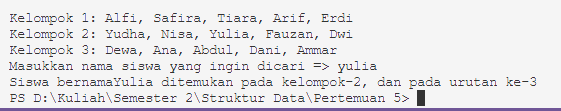 Kelompok 1: Alfi, Safira, Tiara, Arif, Erdi
Kelompok 2: Yudha, Nisa, Yulia, Fauzan, Dwi
Kelompok 3: Dewa, Ana, Abdul, Dani, Ammar
Masukkan nama siswa yang ingin dicari => yulia
Siswa bernamaYulia ditemukan pada kelompok-2, dan pada urutan ke-3
PS D:\Kuliah\Semester 2\Struktur Data\Pertemuan 5>